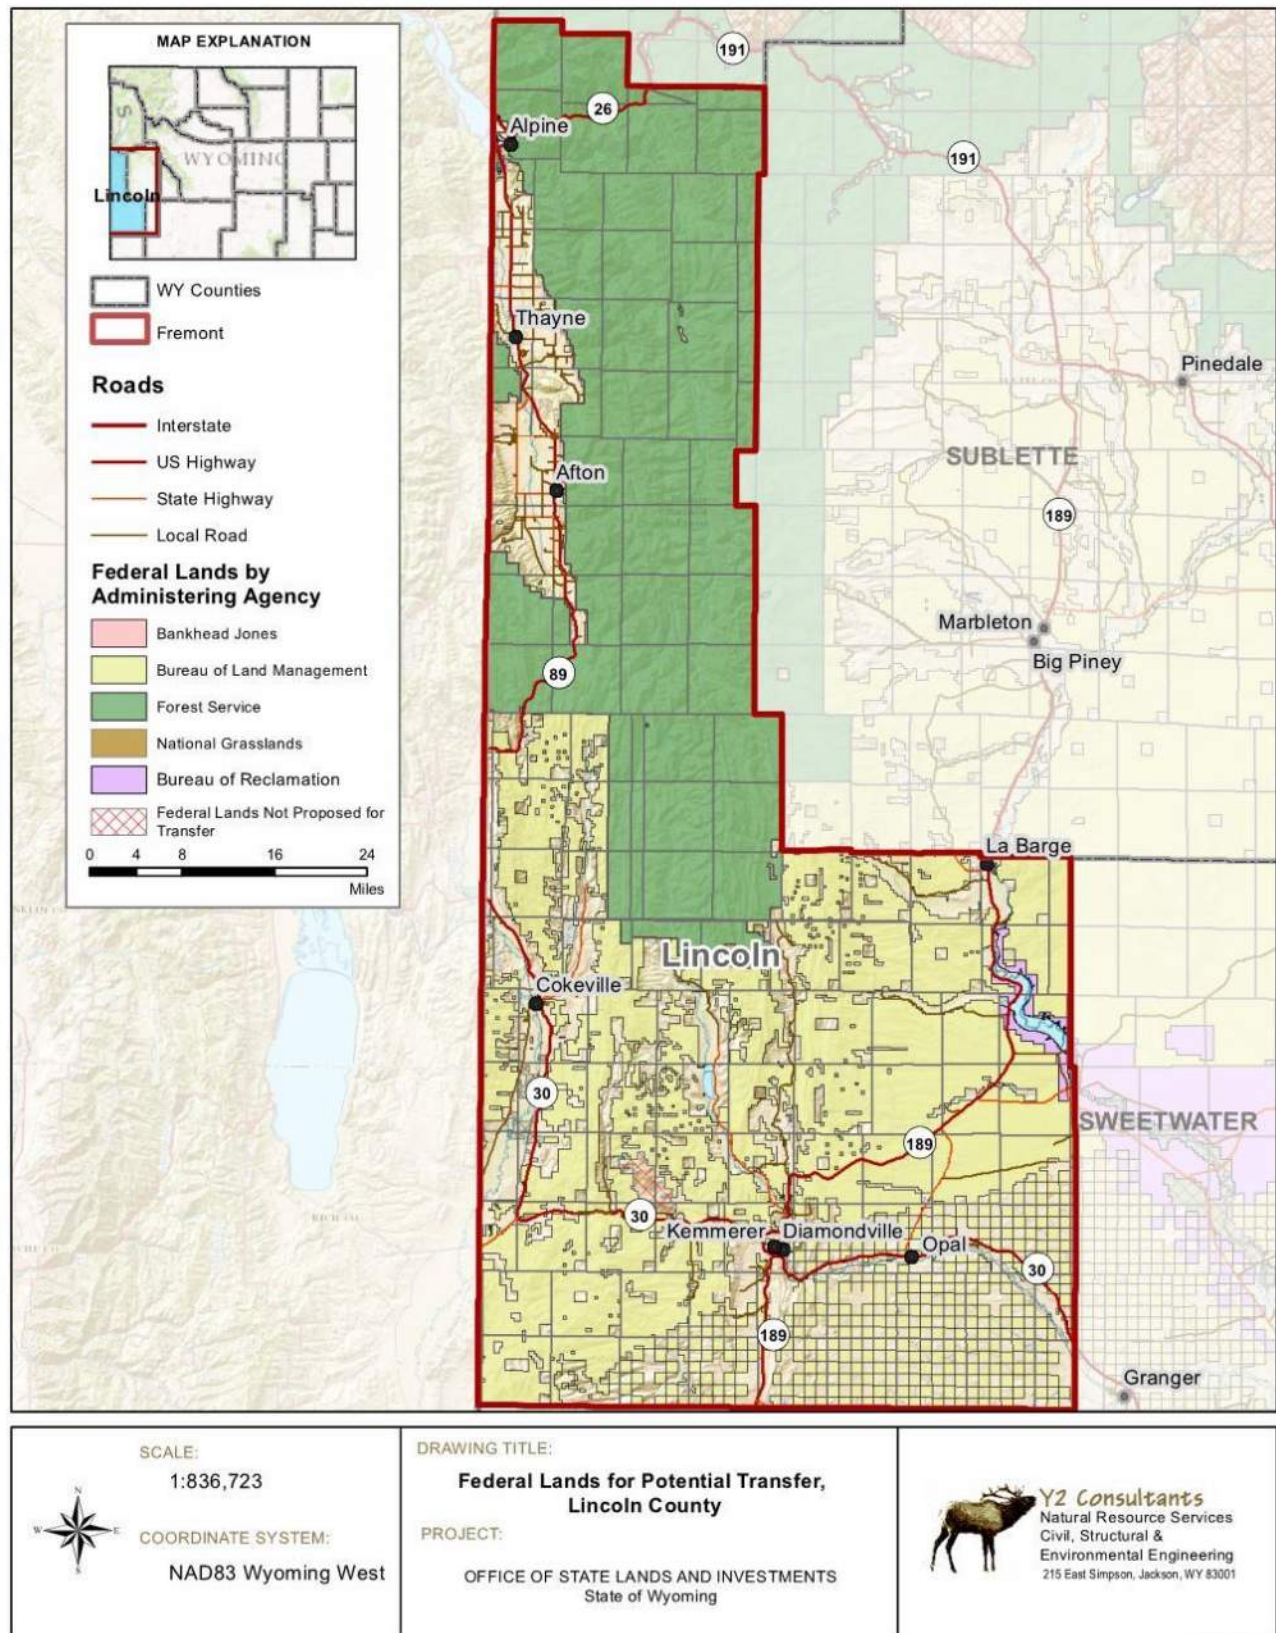 MAP EXPLANATION
WYOMING
Lincoln
WY Counties
Fremont
Roads
Interstate
US Highway
State Highway
Local Road
Federal Lands by
Administering Agency
Bankhead Jones
Bureau of Land Management
Forest Service
National Grasslands
Bureau of Reclamation
Federal Lands Not Proposed for
Transfer
0 4 8 16 24
Miles
191
26
Alpine
191
Thayne
Pinedale
SUBLETTE
Afton
189
Marbleton
Big Piney
89
La Barge
Lincoln
Cokeville
30
SWEETWATER
189
30
Kemmerer
Diamondville
Opal
30
189
Granger
RICH CO
SCALE:
1:836,723
COORDINATE SYSTEM:
NAD83 Wyoming West
N
W
E
S
DRAWING TITLE:
Federal Lands for Potential Transfer,
Lincoln County
PROJECT:
OFFICE OF STATE LANDS AND INVESTMENTS
State of Wyoming
Y2 Consultants
Natural Resource Services
Civil, Structural &
Environmental Engineering
215 East Simpson, Jackson, WY 83001